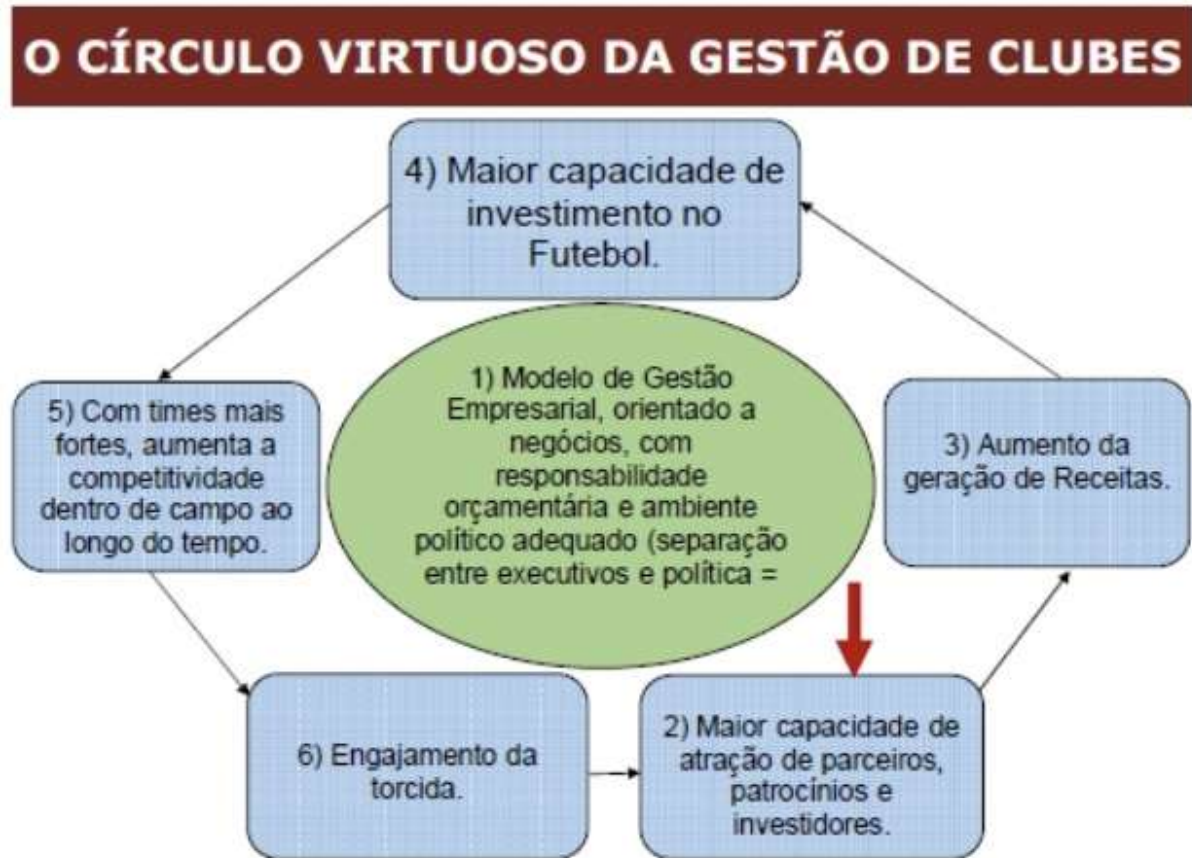 O CÍRCULO VIRTUOSO DA GESTÃO DE CLUBES
4) Maior capacidade de
investimento no
Futebol.
1) Modelo de Gestão
Empresarial, orientado a
negócios, com
responsabilidade
orçamentária e ambiente
político adequado (separação
entre executivos e política =
5) Com times mais
fortes, aumenta a
competitividade
dentro de campo ao
longo do tempo.
3) Aumento da
geração de Receitas.
6) Engajamento da
torcida.
2) Maior capacidade de
atração de parceiros,
patrocínios e
investidores.